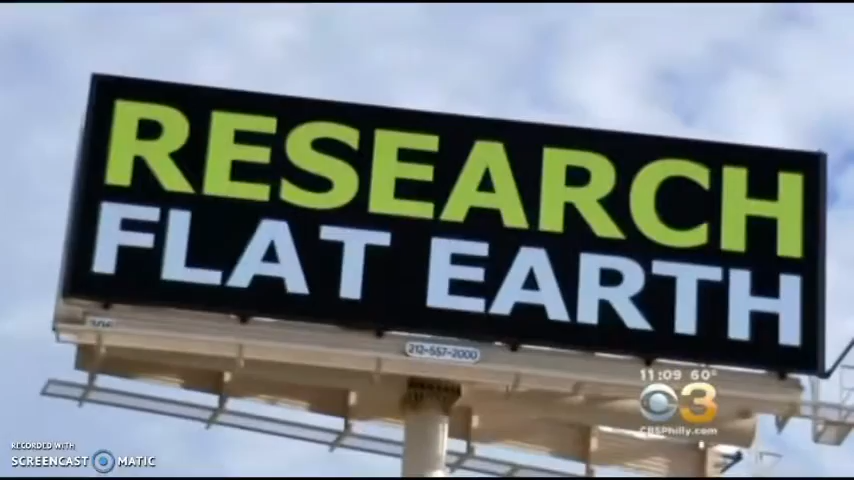 RESEARCH
FLAT EARTH
212-557-2000
11:09 60°
3
CBSPhilly.com
RECORDED WITH
SCREENCAST MATIC